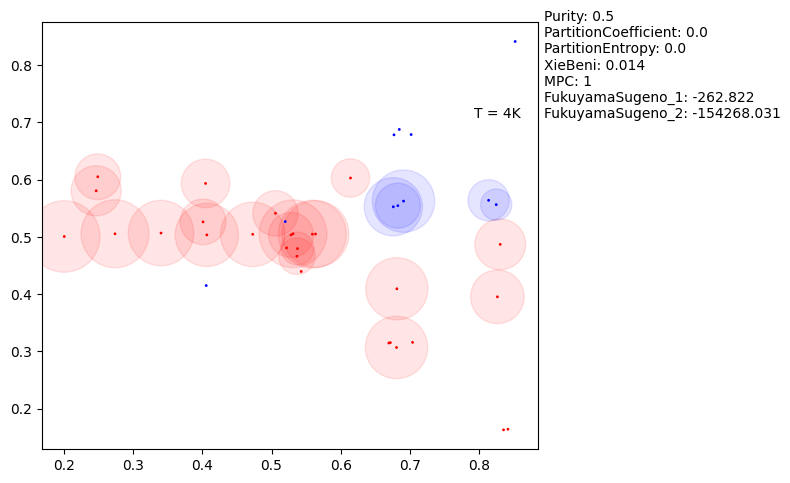 Purity: 0.5
PartitionCoefficient: 0.0
PartitionEntropy: 0.0
XieBeni: 0.014
MPC: 1
FukuyamaSugeno_1: -262.822
FukuyamaSugeno_2: -154268.031
T = 4K
0.8
0.7
0.6
0.5
0.4
0.3
0.2
0.2 0.3 0.4 0.5 0.6 0.7 0.8